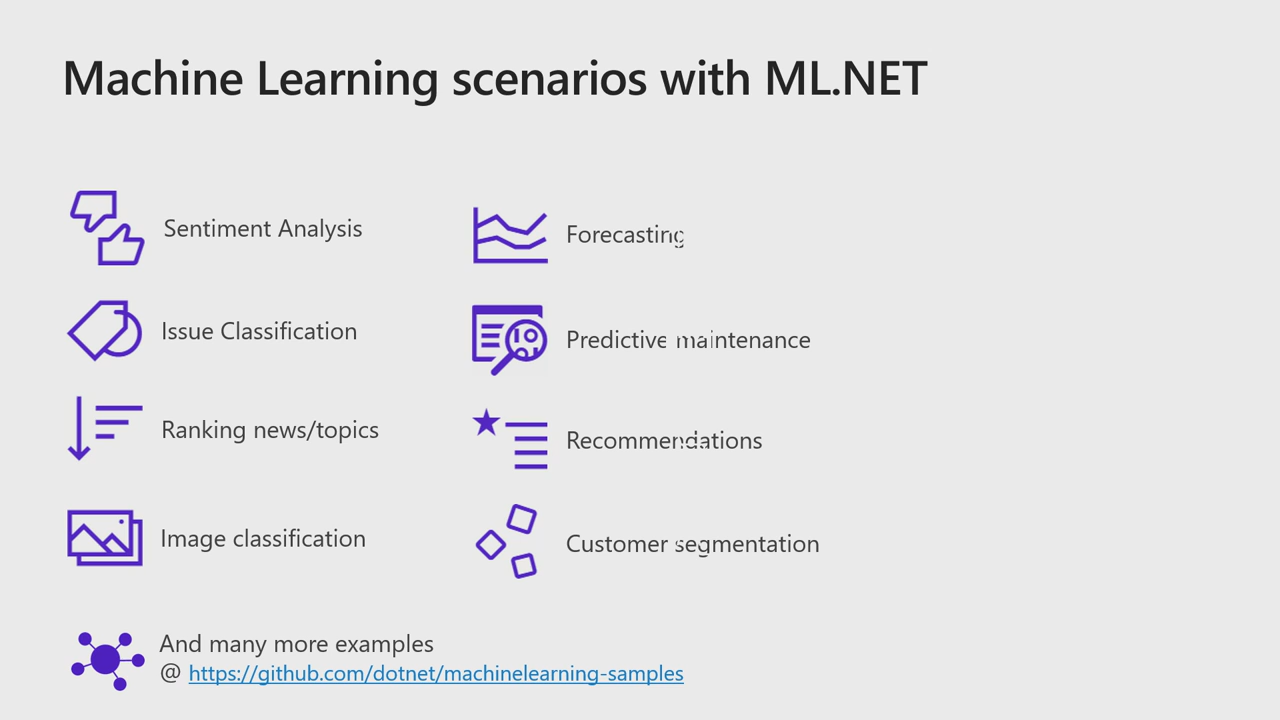 Machine Learning scenarios with ML.NET
Sentiment Analysis
Issue Classification
Ranking news/topics
Image classification
Forecasting
Predictive maintenance
Recommendations
Customer segmentation
And many more examples
@ https://github.com/dotnet/machinelearning-samples